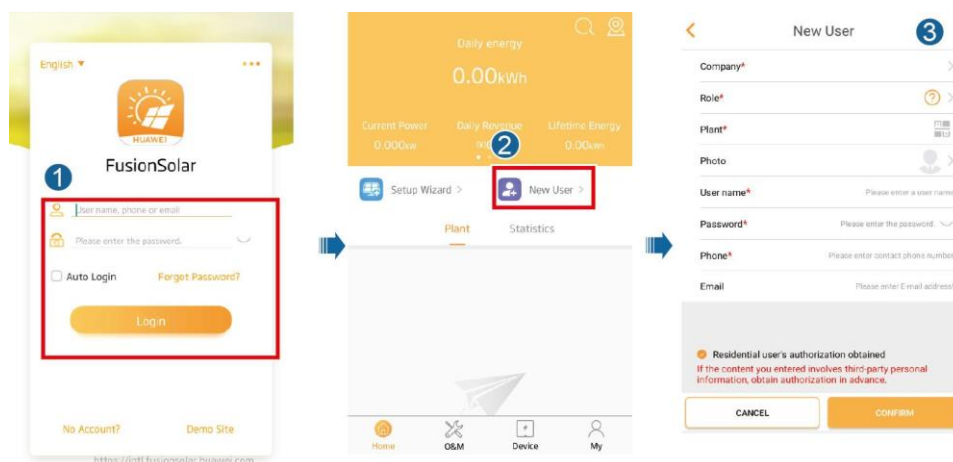 English ▼
•••
HUAWEI
FusionSolar
1
User name, phone or email
Please enter the password.
Auto Login Forgot Password?
Login
No Account? Demo Site
https://intl.fusionsolar.huawei.com
Daily energy
0.00kWh
Current Power Daily Revenue Lifetime Energy
0.000kw 0.00kwh
2
Setup Wizard > New User >
Plant Statistics
Home O&M Device My
New User
3
Company*
Role*
Plant*
Photo
User name* Please enter a user name
Password* Please enter the password.
Phone* Please enter contact phone number
Email Please enter E-mail address
Residential user's authorization obtained
If the content you entered involves third-party personal
information, obtain authorization in advance.
CANCEL CONFIRM